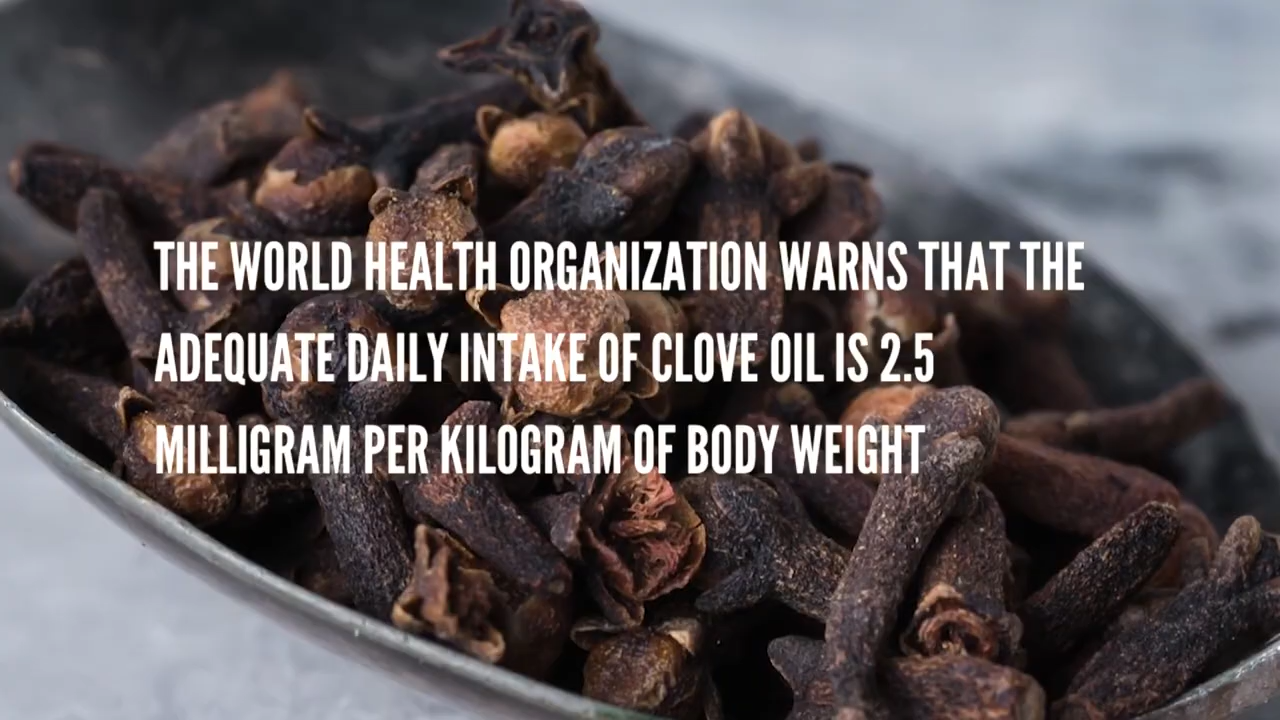 THE WORLD HEALTH ORGANIZATION WARNS THAT THE
ADEQUATE DAILY INTAKE OF CLOVE OIL IS 2.5
MILLIGRAM PER KILOGRAM OF BODY WEIGHT